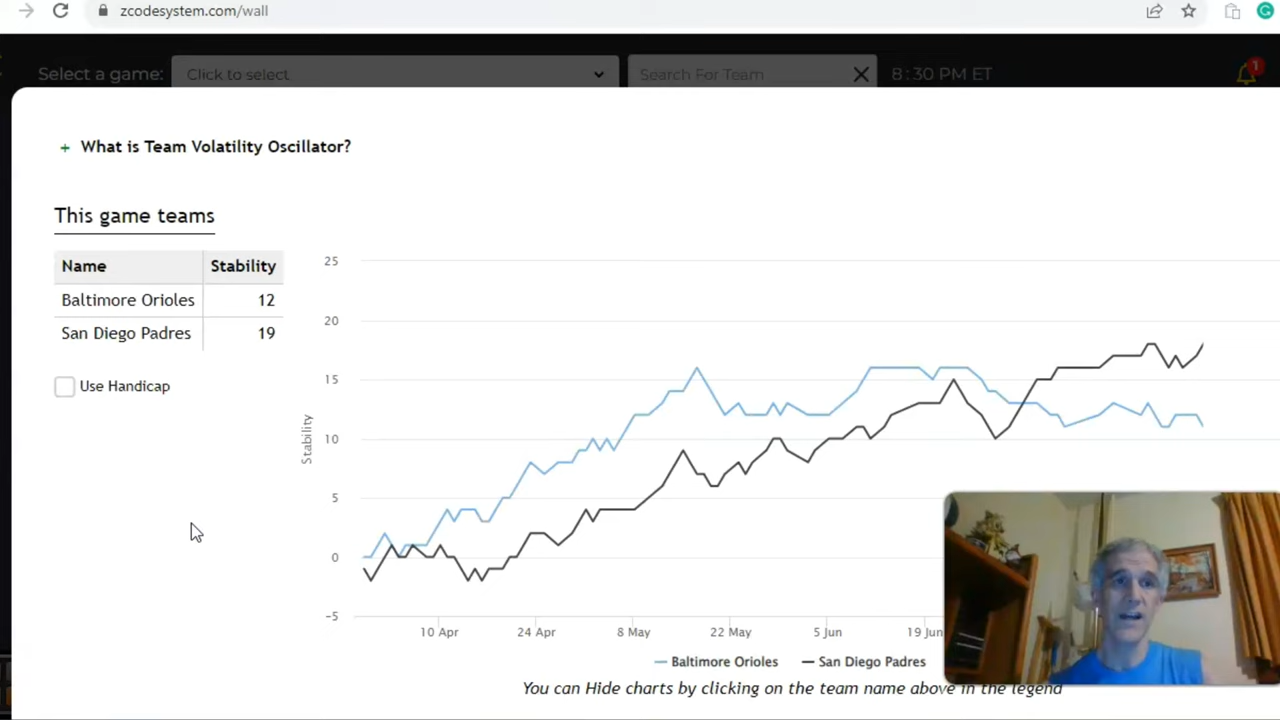 zcodesystem.com/wall
Select a game: Click to select Search For Team 8:30 PM ET 1
+ What is Team Volatility Oscillator?
This game teams
Name Stability
Baltimore Orioles 12
San Diego Padres 19
Use Handicap
25
20
15
10
5
0
-5
Stability
10 Apr 24 Apr 8 May 22 May 5 Jun 19 Jun
Baltimore Orioles San Diego Padres
You can Hide charts by clicking on the team name above in the legend